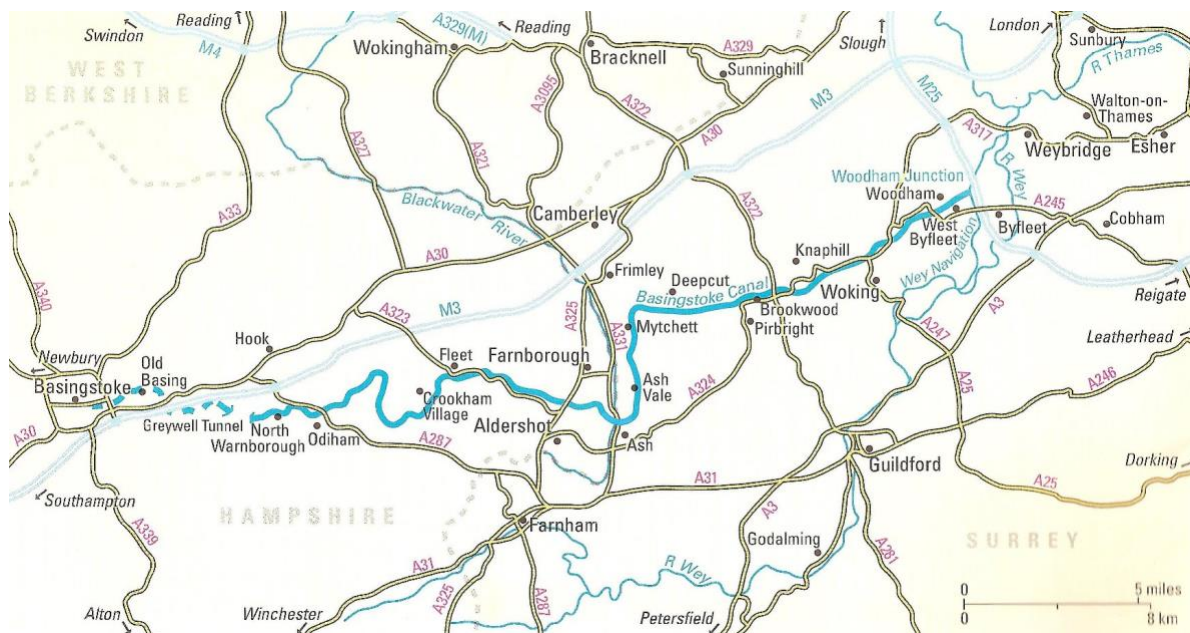 Swindon
Reading
M4
A329(M)
Reading
Wokingham
Bracknell
A329
Sunninghill
Slough
London
Sunbury
R Thames
WEST
BERKSHIRE
A3095
A322
A30
M3
M25
Walton-on-
Thames
A317
Weybridge
Esher
A327
A321
R Wey
Woodham Junction
Woodham
A33
Blackwater
River
Camberley
A322
West
Byfleet
Byfleet
A245
Cobham
A30
Frimley
Knaphill
Deepcut
Basingstoke Canal
Wey Navigation
A340
M3
A323
A325
A331
Mytchett
Brookwood
Pirbright
Woking
A3
Reigate
Hook
Newbury
Old
Basing
Basingstoke
Fleet
Farnborough
A247
Leatherhead
Crookham
Village
Ash
Vale
A324
A25
A246
Greywell Tunnel
North
Warnborough
Odiham
A287
Aldershot
Ash
A30
Guildford
Southampton
A31
A25
Dorking
HAMPSHIRE
Farnham
A3
Godalming
SURREY
A339
A31
A325
A287
R Wey
A281
Alton
Winchester
Petersfield
0 5 miles
0 8 km